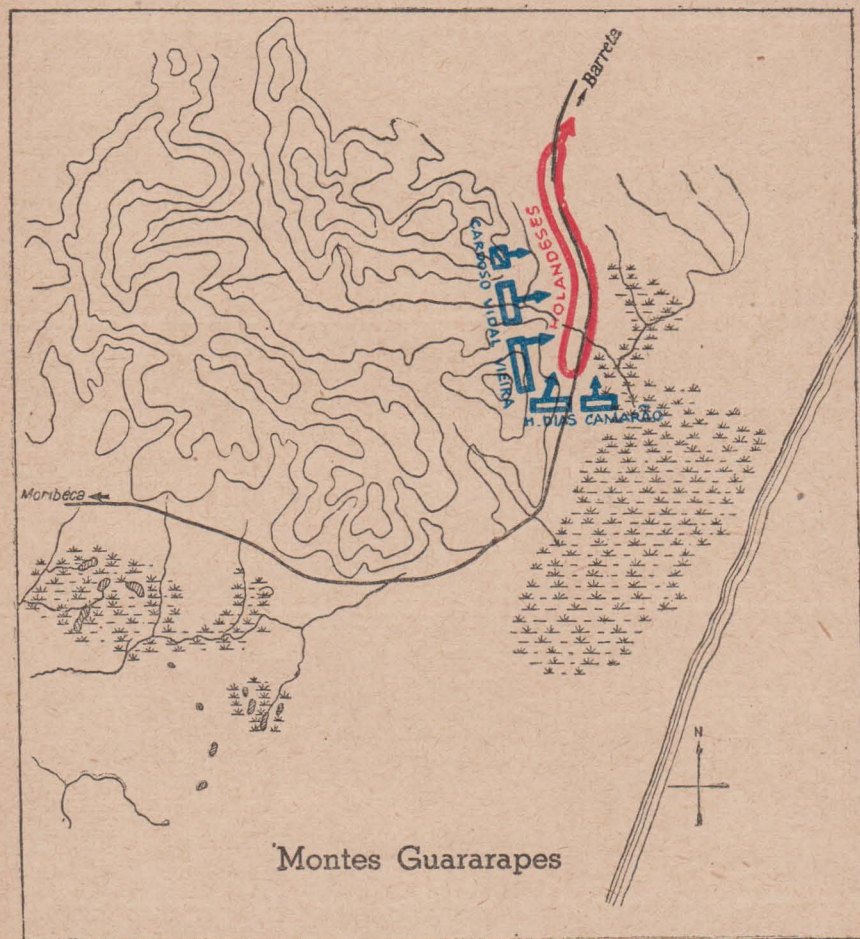 Barreta
HOLANDESES
CARDOSO VIDAL VIEIRA
H. DIAS CAMARÃO
Moribeca
N
Montes Guararapes